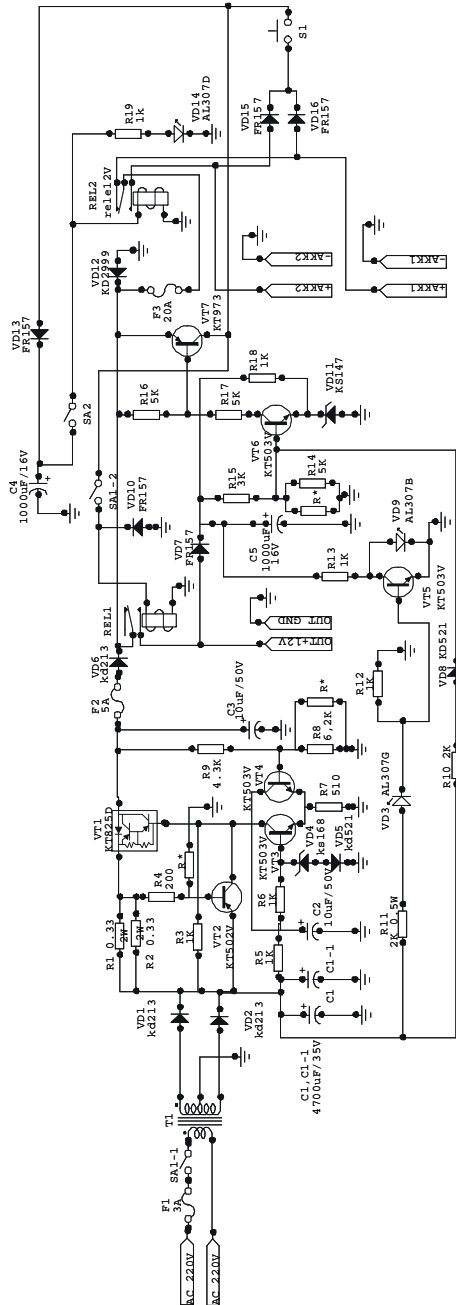 AC 220V
AC 220V
F1
3A
SA1-1
T1
VD1
kd213
VD2
kd213
C1,C1-1
4700uF/35V
R1 0.33
2W
2W
R2 0.33
R4
200
R*
VT1
KT825D
VT2
KT502V
R3
1K
R5
1K
R6
1K
C1
C1-1
C2
10uF/50V
KT503V
VT3
KT503V
VT4
VD4
ks168
VD5
kd521
R7
510
R8
6,2K
R*
R9
4.3K
C3
10uF/50V
F2
5A
VD6
kd213
REL1
OUT+12V
OUT GND
R11
2K 0.5W
VD3 AL307G
R10 2K
VD8 KD521
R12
1K
VT5
KT503V
VD9
AL307B
R13
1K
VD7
FR157
VD10
FR157
SA1-2
C5
1000uF
16V
R15
3K
R*
R14
5K
VT6
KT503V
R16
5K
R17
5K
R18
1K
VD11
KS147
VT7
KT973
F3
20A
VD12
KD2999
REL2
rele12V
+AKK2
-AKK2
+AKK1
-AKK1
C4
1000uF/16V
SA2
VD13
FR157
R19
1k
VD14
AL307D
VD15
FR157
VD16
FR157
S1